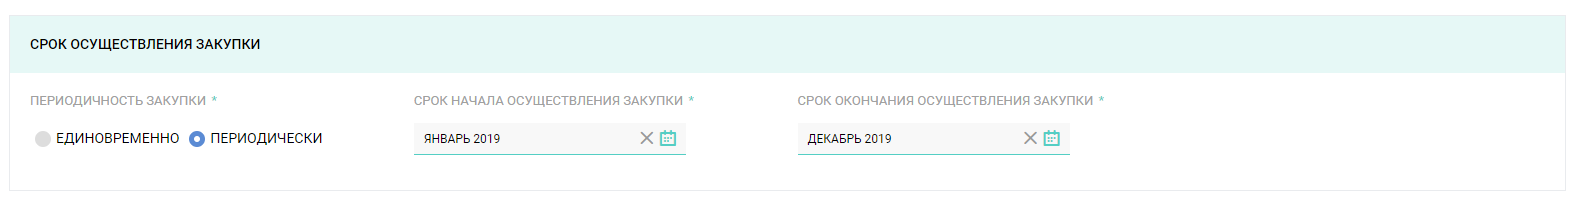 СРОК ОСУЩЕСТВЛЕНИЯ ЗАКУПКИ
ПЕРИОДИЧНОСТЬ ЗАКУПКИ * СРОК НАЧАЛА ОСУЩЕСТВЛЕНИЯ ЗАКУПКИ * СРОК ОКОНЧАНИЯ ОСУЩЕСТВЛЕНИЯ ЗАКУПКИ *
ЕДИНОВРЕМЕННО ПЕРИОДИЧЕСКИ ЯНВАРЬ 2019 ДЕКАБРЬ 2019